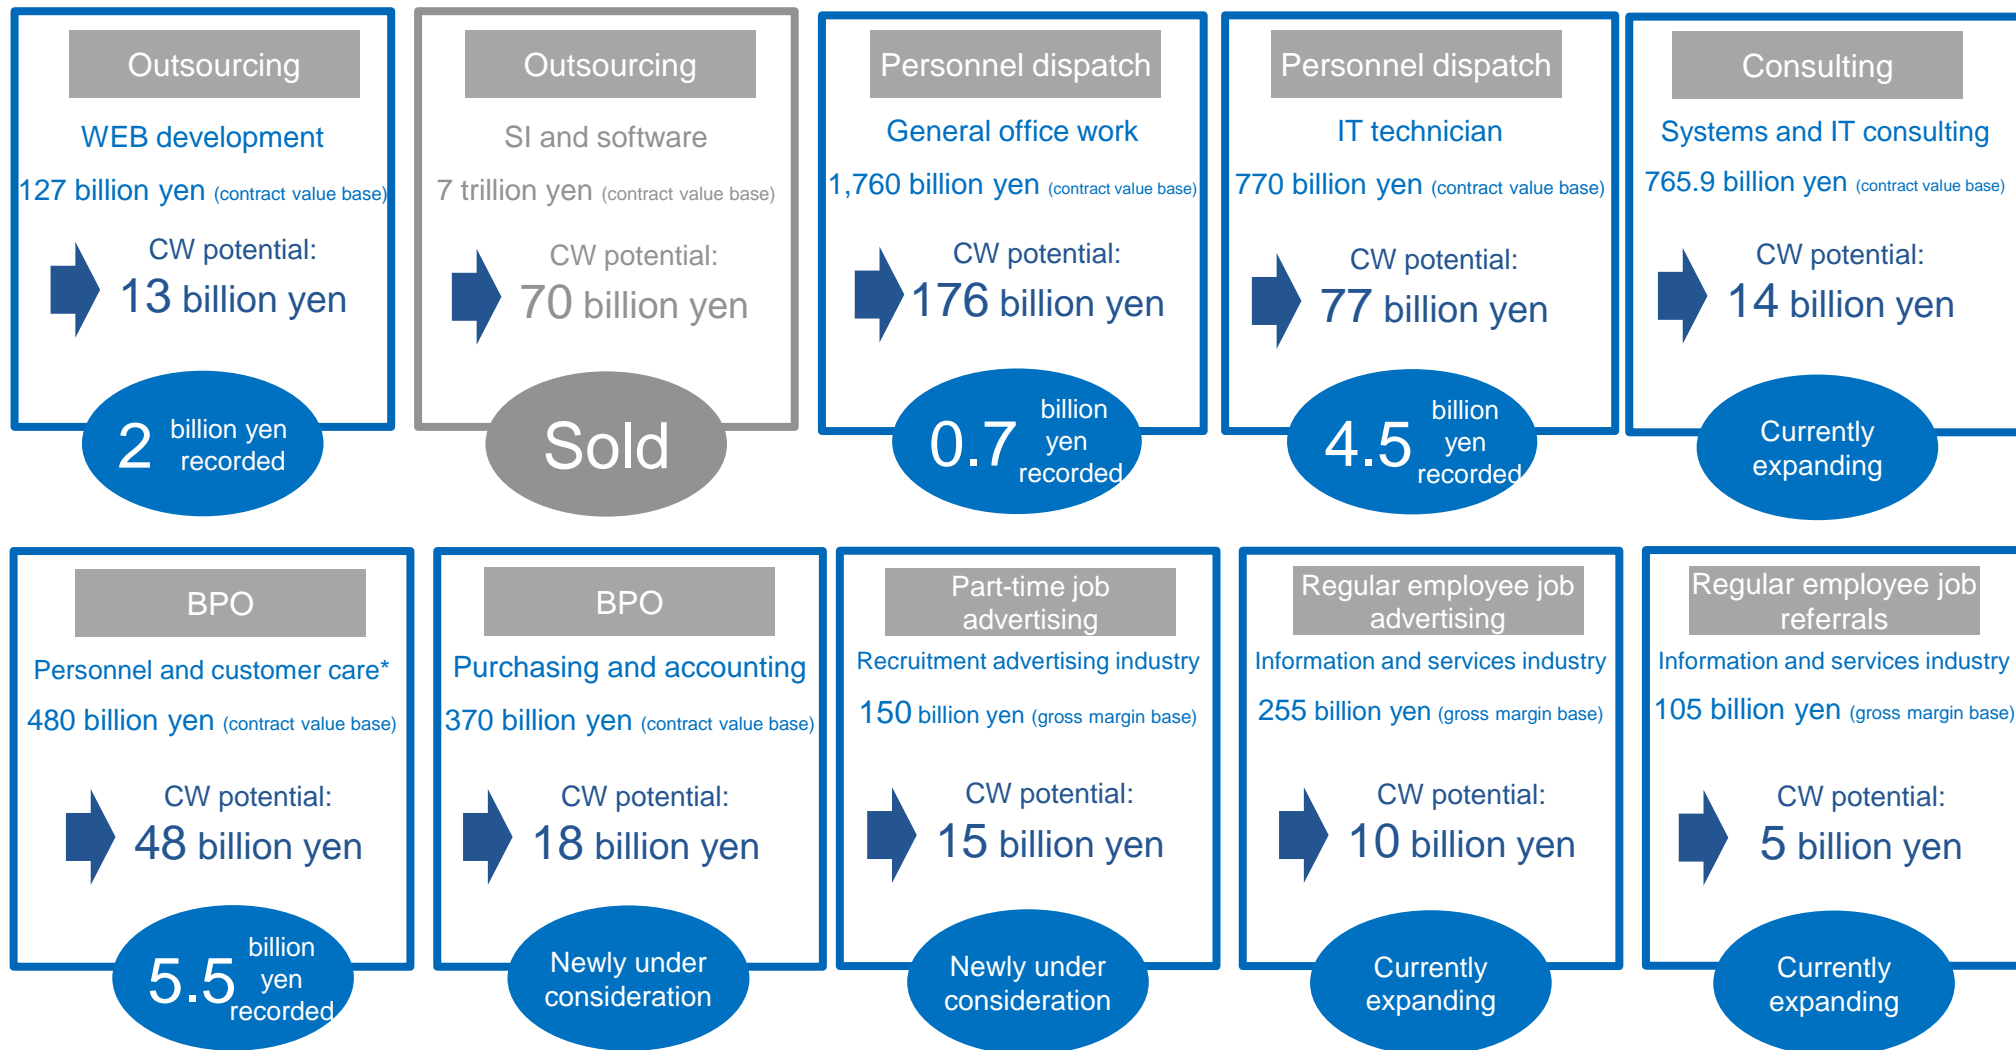 Outsourcing
WEB development
127 billion yen (contract value base)
CW potential:
13 billion yen
2 billion yen
recorded
Outsourcing
SI and software
7 trillion yen (contract value base)
CW potential:
70 billion yen
Sold
Personnel dispatch
General office work
1,760 billion yen (contract value base)
CW potential:
176 billion yen
0.7 billion
yen
recorded
Personnel dispatch
IT technician
770 billion yen (contract value base)
CW potential:
77 billion yen
4.5 billion
yen
recorded
Consulting
Systems and IT consulting
765.9 billion yen (contract value base)
CW potential:
14 billion yen
Currently
expanding
BPO
Personnel and customer care*
480 billion yen (contract value base)
CW potential:
48 billion yen
5.5 billion
yen
recorded
BPO
Purchasing and accounting
370 billion yen (contract value base)
CW potential:
18 billion yen
Newly under
consideration
Part-time job
advertising
Recruitment advertising industry
150 billion yen (gross margin base)
CW potential:
15 billion yen
Newly under
consideration
Regular employee job
advertising
Information and services industry
255 billion yen (gross margin base)
CW potential:
10 billion yen
Currently
expanding
Regular employee job
referrals
Information and services industry
105 billion yen (gross margin base)
CW potential:
5 billion yen
Currently
expanding